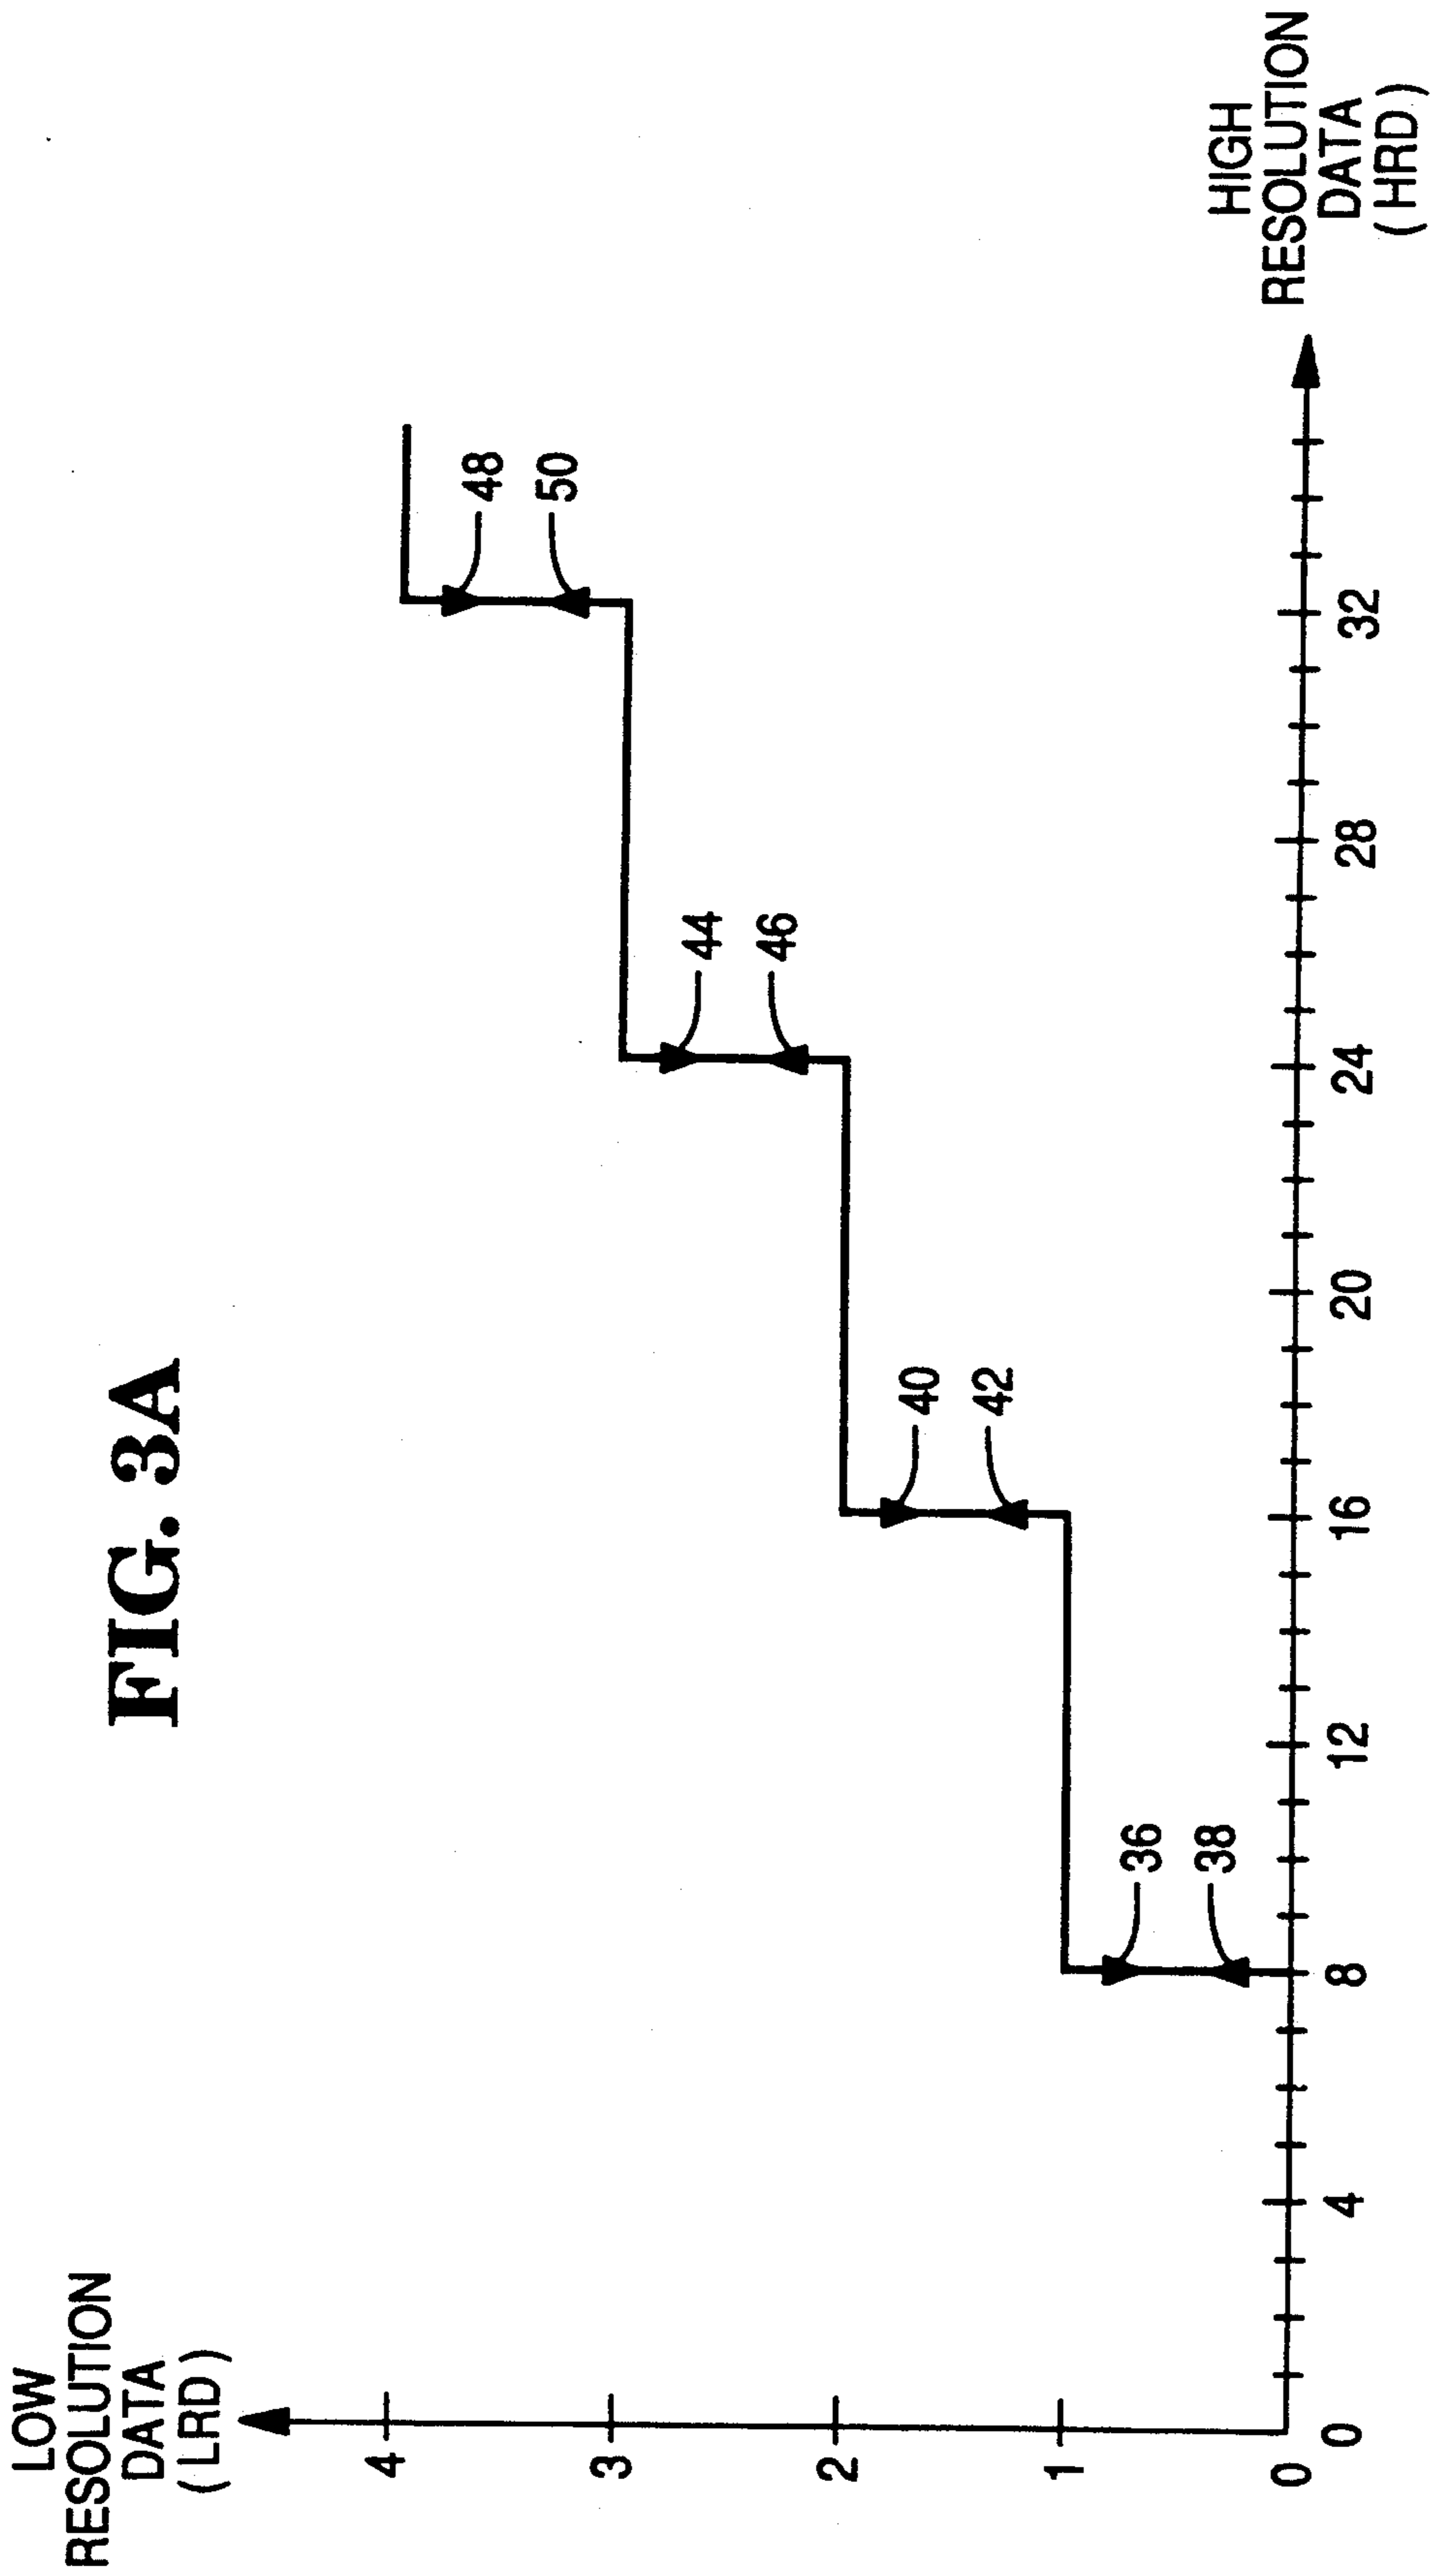 FIG. 3A
LOW
RESOLUTION
DATA
(LRD)
4
3
2
1
0
48
50
44
46
40
42
36
38
0
4
8
12
16
20
24
28
32
HIGH
RESOLUTION
DATA
(HRD)